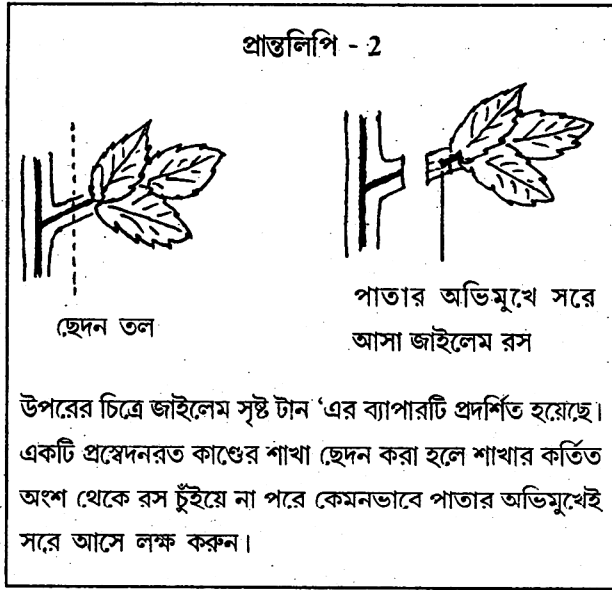 প্রান্তলিপি - 2
ছেদন তল
পাতার অভিমুখে সরে
আসা জাইলেম রস
উপরের চিত্রে জাইলেম সৃষ্ট টান ‘এর ব্যাপারটি প্রদর্শিত হয়েছে।
একটি প্রস্বেদনরত কাণ্ডের শাখা ছেদন করা হলে শাখার কর্তিত
অংশ থেকে রস চুঁইয়ে না পরে কেমনভাবে পাতার অভিমুখেই
সরে আসে লক্ষ করুন।